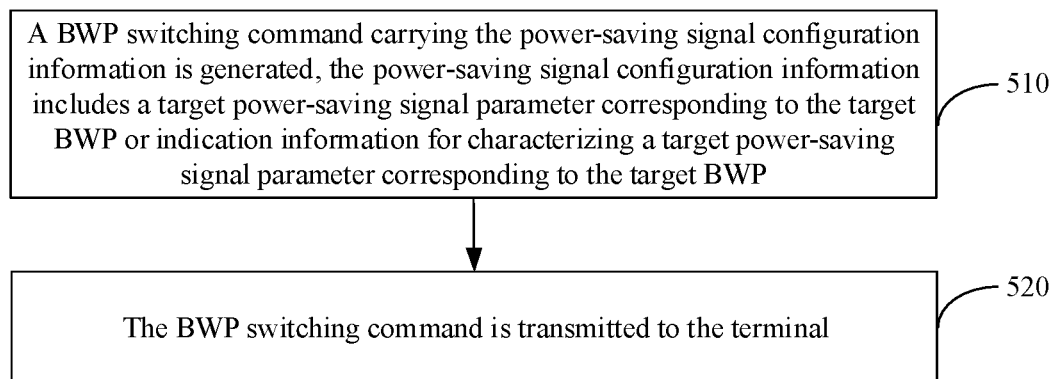 A BWP switching command carrying the power-saving signal configuration
information is generated, the power-saving signal configuration information
includes a target power-saving signal parameter corresponding to the target
BWP or indication information for characterizing a target power-saving
signal parameter corresponding to the target BWP
510
The BWP switching command is transmitted to the terminal
520